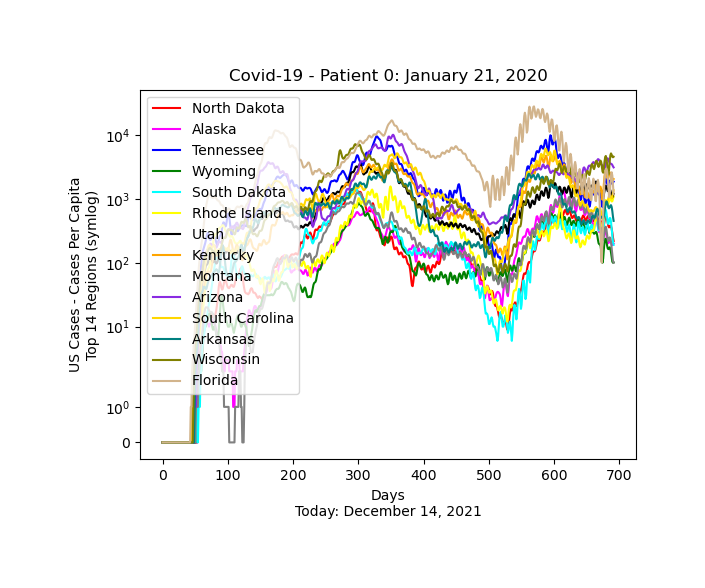 Covid-19 - Patient 0: January 21, 2020
US Cases - Cases Per Capita
Top 14 Regions (symlog)
10^4
10^3
10^2
10^1
10^0
0
North Dakota
Alaska
Tennessee
Wyoming
South Dakota
Rhode Island
Utah
Kentucky
Montana
Arizona
South Carolina
Arkansas
Wisconsin
Florida
0 100 200 300 400 500 600 700
Days
Today: December 14, 2021